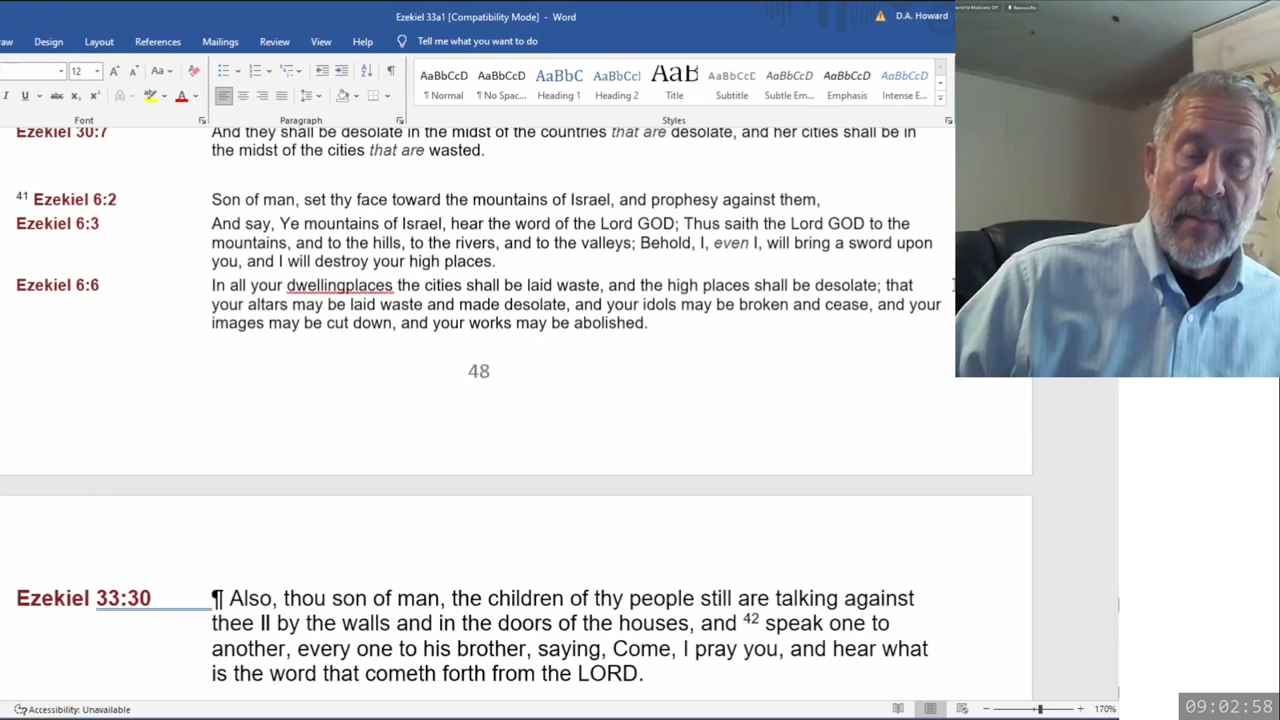 Ezekiel 33a1 [Compatibility Mode] - Word
D.A. Howard
Remove Pin
Design Layout References Mailings Review View Help Tell me what you want to do
12 Aa
AaBbCcD AaBbCcD AaBbC AaBbCc AaB AaBbCcD AaBbCcD AaBbCcD AaBbCcD
¶ Normal ¶ No Spac... Heading 1 Heading 2 Title Subtitle Subtle Em... Emphasis Intense E...
Font Paragraph Styles
Ezekiel 30:7 And they shall be desolate in the midst of the countries that are desolate, and her cities shall be in
the midst of the cities that are wasted.
41 Ezekiel 6:2 Son of man, set thy face toward the mountains of Israel, and prophesy against them,
Ezekiel 6:3 And say, Ye mountains of Israel, hear the word of the Lord GOD; Thus saith the Lord GOD to the
mountains, and to the hills, to the rivers, and to the valleys; Behold, I, even I, will bring a sword upon
you, and I will destroy your high places.
Ezekiel 6:6 In all your dwellingplaces the cities shall be laid waste, and the high places shall be desolate; that
your altars may be laid waste and made desolate, and your idols may be broken and cease, and your
images may be cut down, and your works may be abolished.
48
Ezekiel 33:30 ¶ Also, thou son of man, the children of thy people still are talking against
thee II by the walls and in the doors of the houses, and 42 speak one to
another, every one to his brother, saying, Come, I pray you, and hear what
is the word that cometh forth from the LORD.
Accessibility: Unavailable
170%
09:02:58